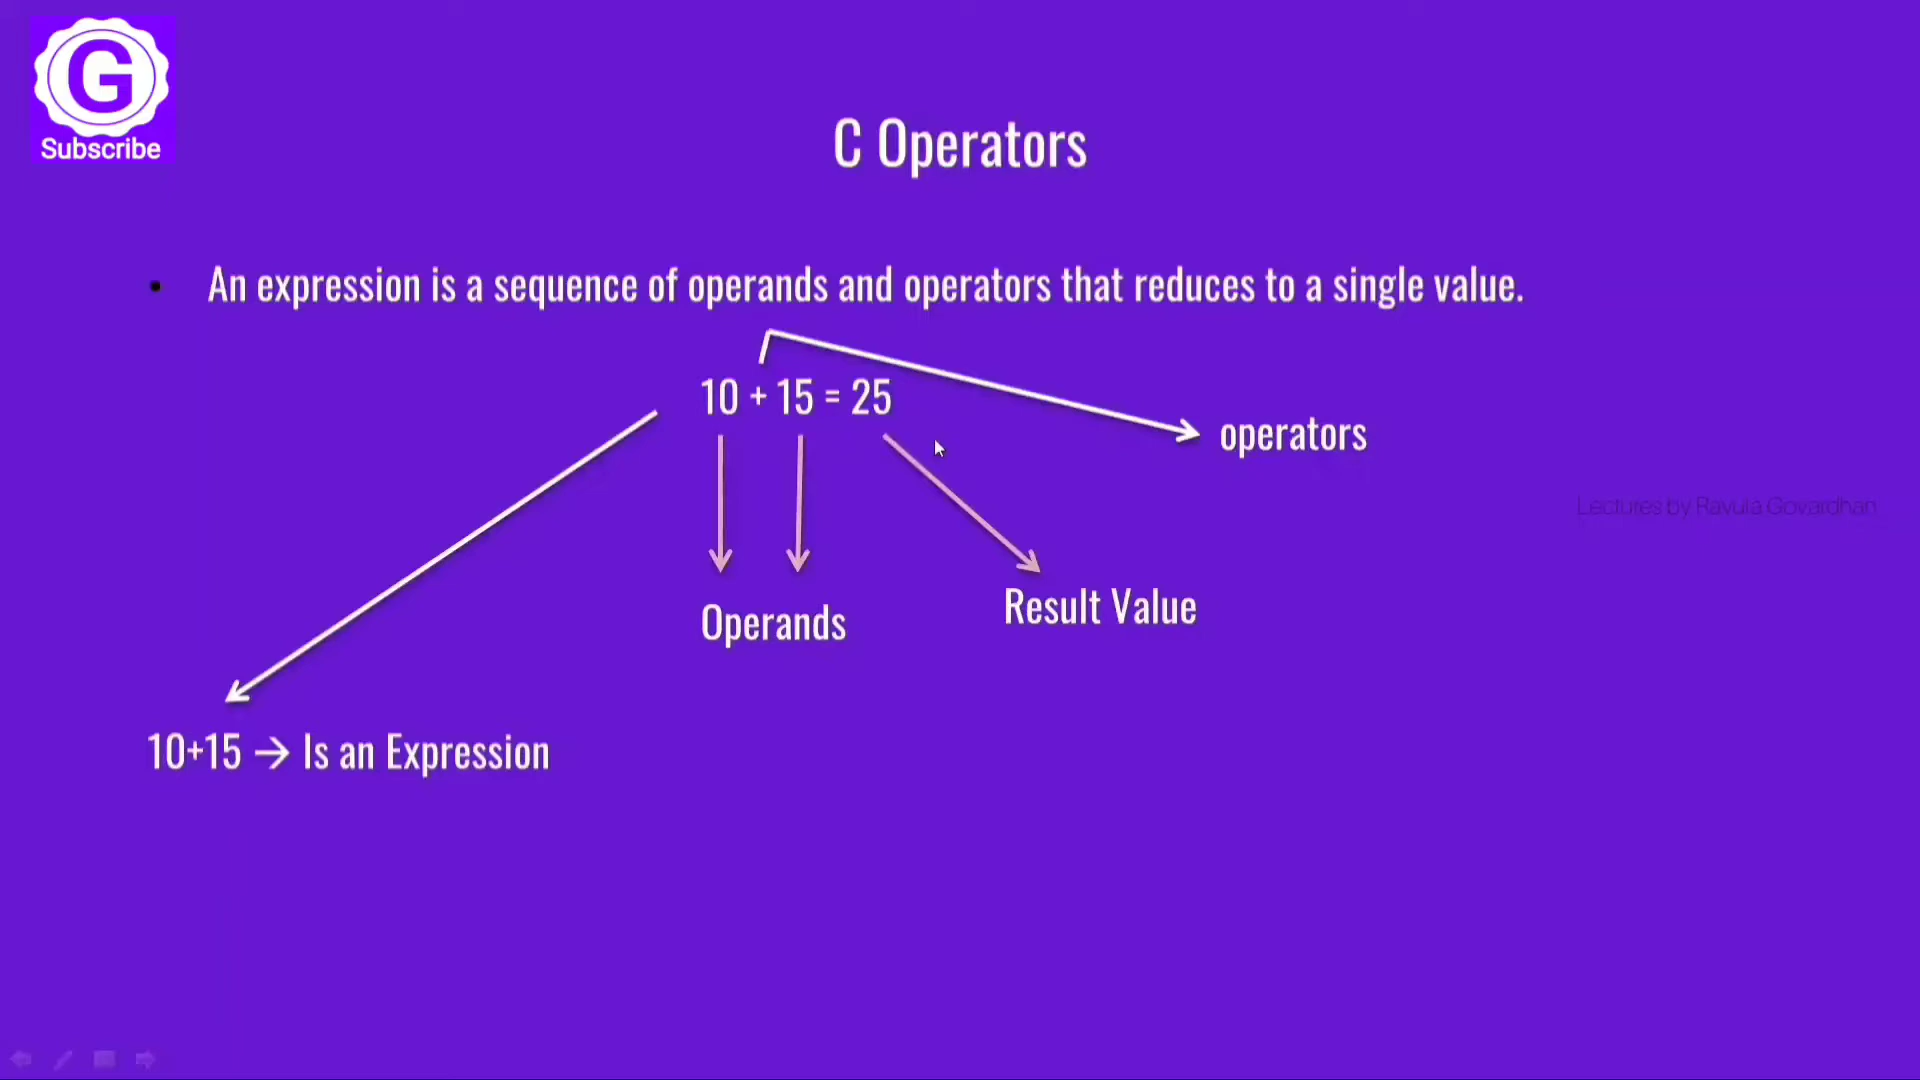 G
Subscribe
C Operators
• An expression is a sequence of operands and operators that reduces to a single value.
10 + 15 = 25
operators
Lectures by Ravula Govardhan
Operands
Result Value
10+15 → Is an Expression